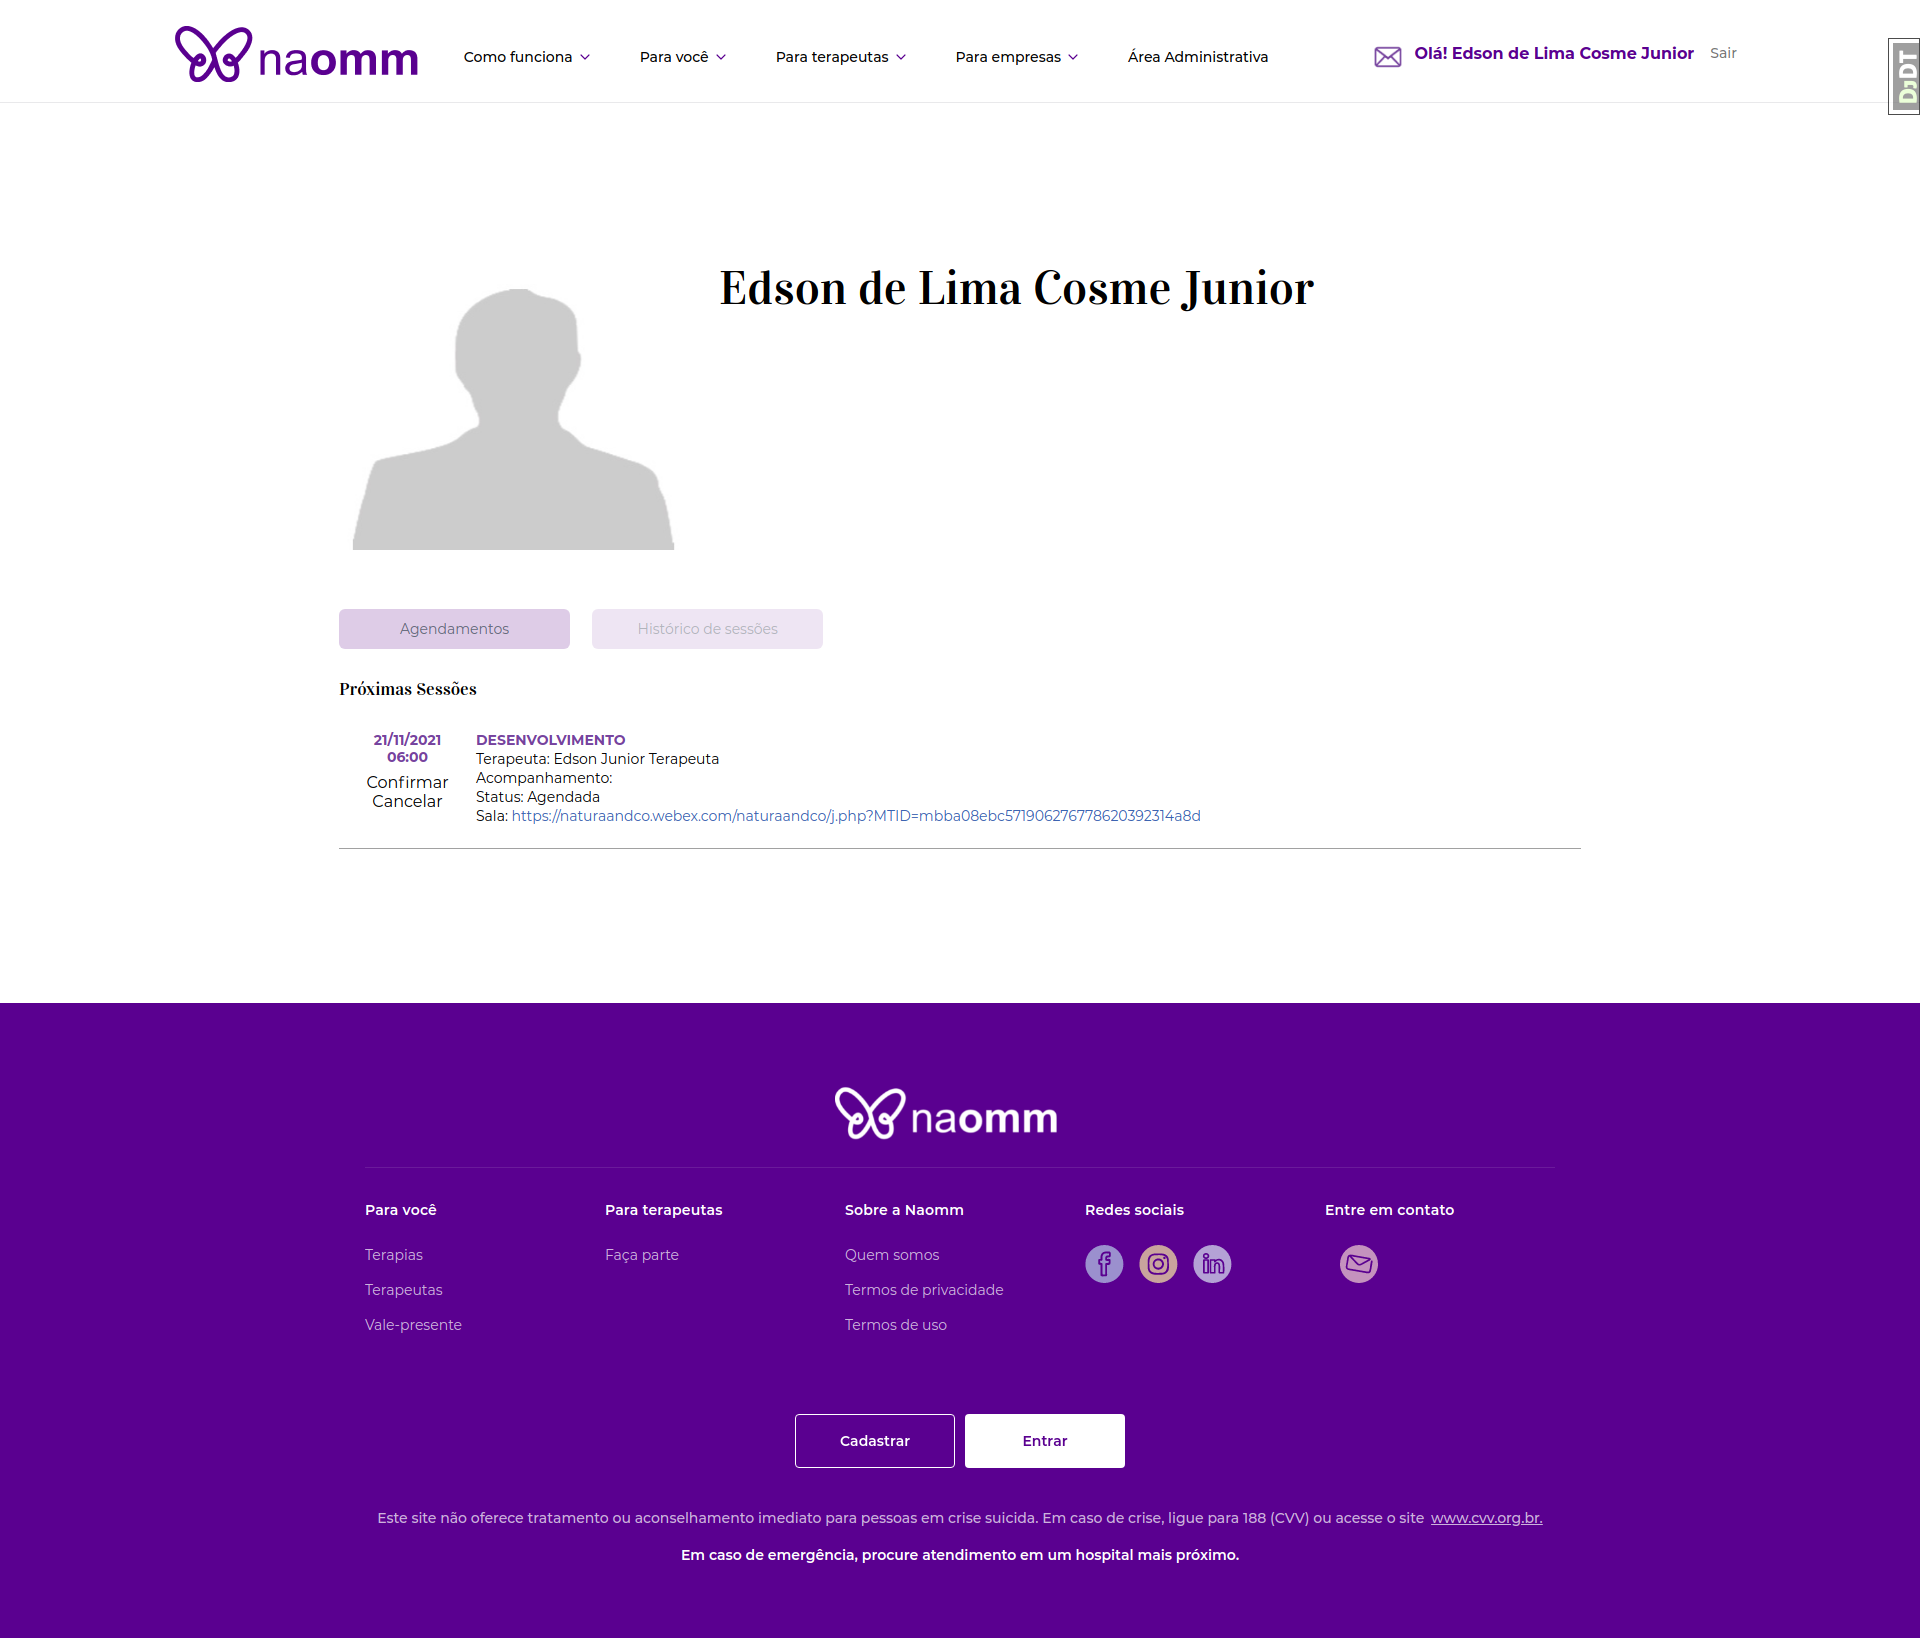 naomm
Como funciona
Para você
Para terapeutas
Para empresas
Área Administrativa
Olá! Edson de Lima Cosme Junior
Sair
DjDT
Edson de Lima Cosme Junior
Agendamentos
Histórico de sessões
Próximas Sessões
21/11/2021
06:00
Confirmar
Cancelar
DESENVOLVIMENTO
Terapeuta: Edson Junior Terapeuta
Acompanhamento:
Status: Agendada
Sala: https://naturaandco.webex.com/naturaandco/j.php?MTID=mbba08ebc571906276778620392314a8d
naomm
Para você
Terapias
Terapeutas
Vale-presente
Para terapeutas
Faça parte
Sobre a Naomm
Quem somos
Termos de privacidade
Termos de uso
Redes sociais
Entre em contato
Cadastrar
Entrar
Este site não oferece tratamento ou aconselhamento imediato para pessoas em crise suicida. Em caso de crise, ligue para 188 (CVV) ou acesse o site www.cvv.org.br.
Em caso de emergência, procure atendimento em um hospital mais próximo.